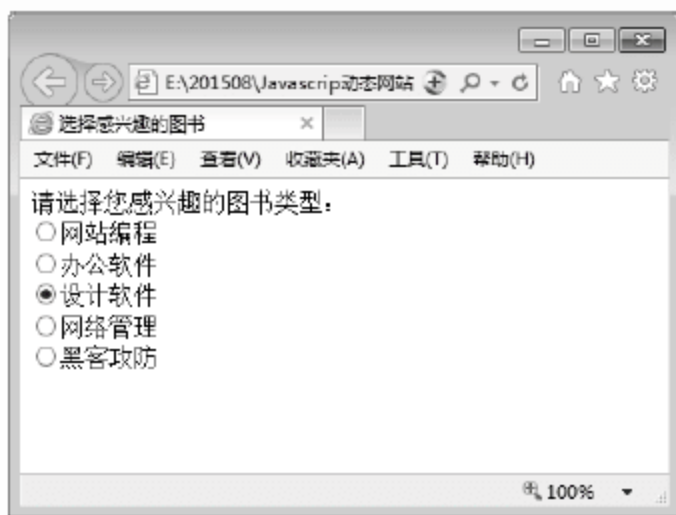 E:\201508\Javascrip动态网站
选择感兴趣的图书
文件(F) 编辑(E) 查看(V) 收藏夹(A) 工具(T) 帮助(H)
请选择您感兴趣的图书类型：
网站编程
办公软件
设计软件
网络管理
黑客攻防
100%